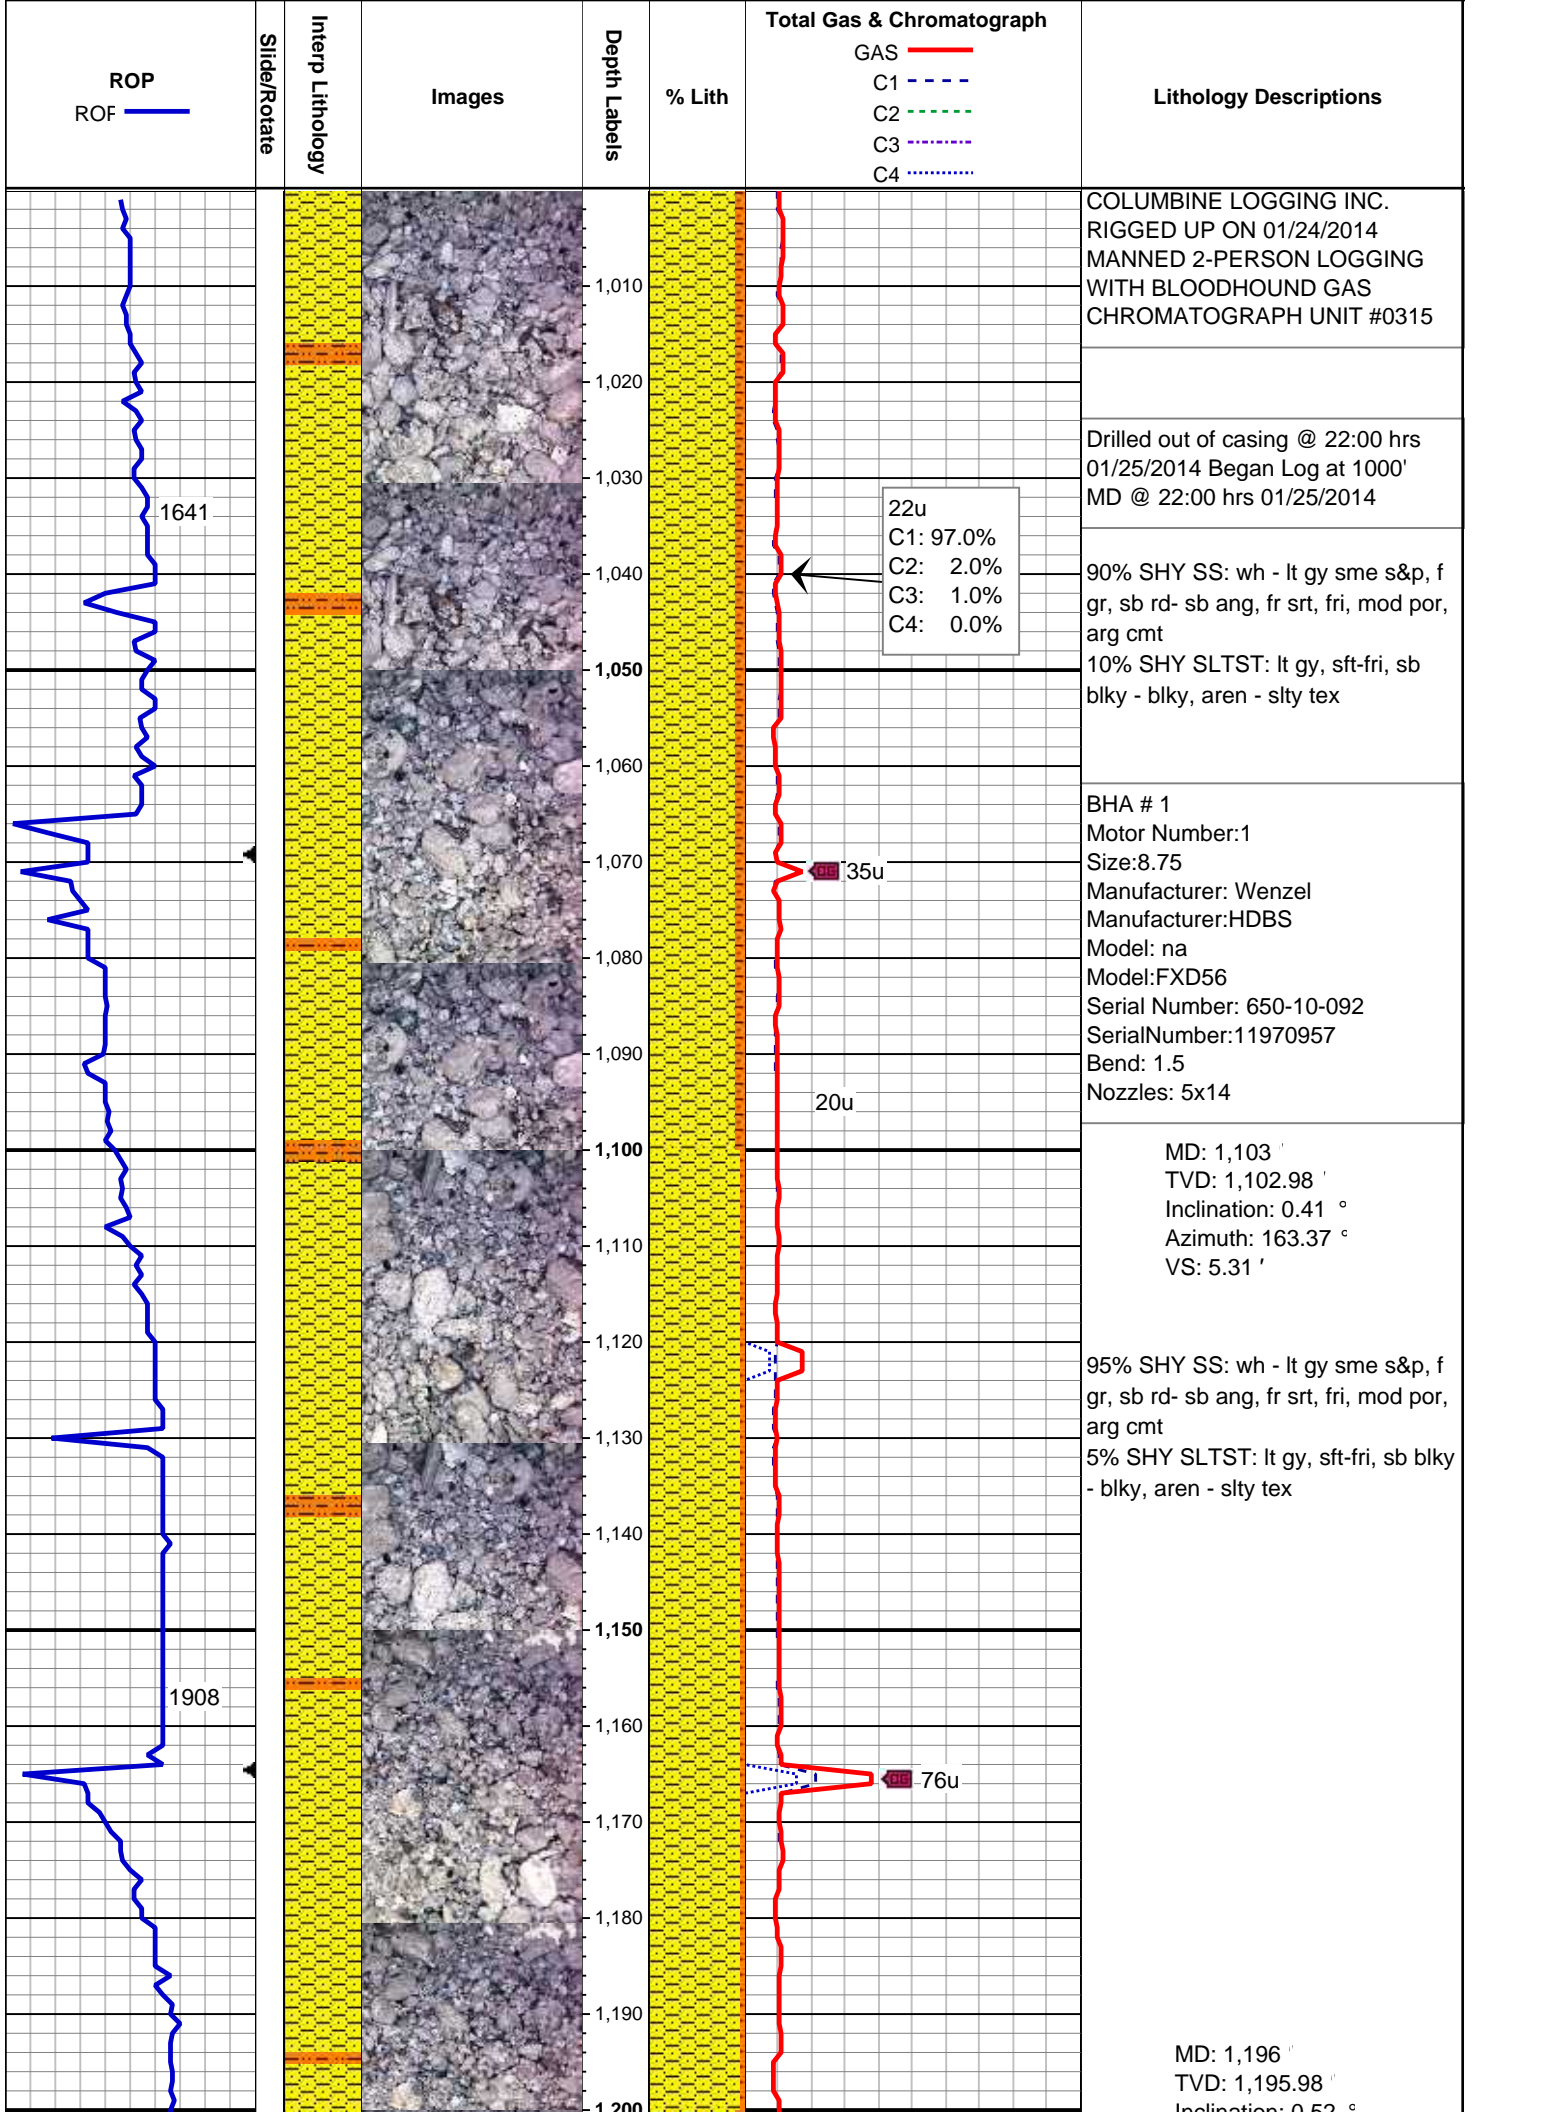 ROP
ROP
Slide/Rotate
Interp Lithology
Images
Depth Labels
% Lith
Total Gas & Chromatograph
GAS
C1
C2
C3
C4
Lithology Descriptions
COLUMBINE LOGGING INC.
RIGGED UP ON 01/24/2014
MANNED 2-PERSON LOGGING
WITH BLOODHOUND GAS
CHROMATOGRAPH UNIT #0315
Drilled out of casing @ 22:00 hrs
01/25/2014 Began Log at 1000'
MD @ 22:00 hrs 01/25/2014
90% SHY SS: wh - lt gy sme s&p, f
gr, sb rd- sb ang, fr srt, fri, mod por,
arg cmt
10% SHY SLTST: lt gy, sft-fri, sb
blky - blky, aren - slty tex
BHA # 1
Motor Number:1
Size:8.75
Manufacturer: Wenzel
Manufacturer:HDBS
Model: na
Model:FXD56
Serial Number: 650-10-092
SerialNumber:11970957
Bend: 1.5
Nozzles: 5x14
MD: 1,103 '
TVD: 1,102.98 '
Inclination: 0.41 °
Azimuth: 163.37 °
VS: 5.31 '
95% SHY SS: wh - lt gy sme s&p, f
gr, sb rd- sb ang, fr srt, fri, mod por,
arg cmt
5% SHY SLTST: lt gy, sft-fri, sb blky
- blky, aren - slty tex
MD: 1,196 '
TVD: 1,195.98 '
Inclination: 0.52 °
1641
1908
1,010
1,020
1,030
1,040
1,050
1,060
1,070
1,080
1,090
1,100
1,110
1,120
1,130
1,140
1,150
1,160
1,170
1,180
1,190
1,200
22u
C1: 97.0%
C2: 2.0%
C3: 1.0%
C4: 0.0%
CG 35u
20u
CG 76u